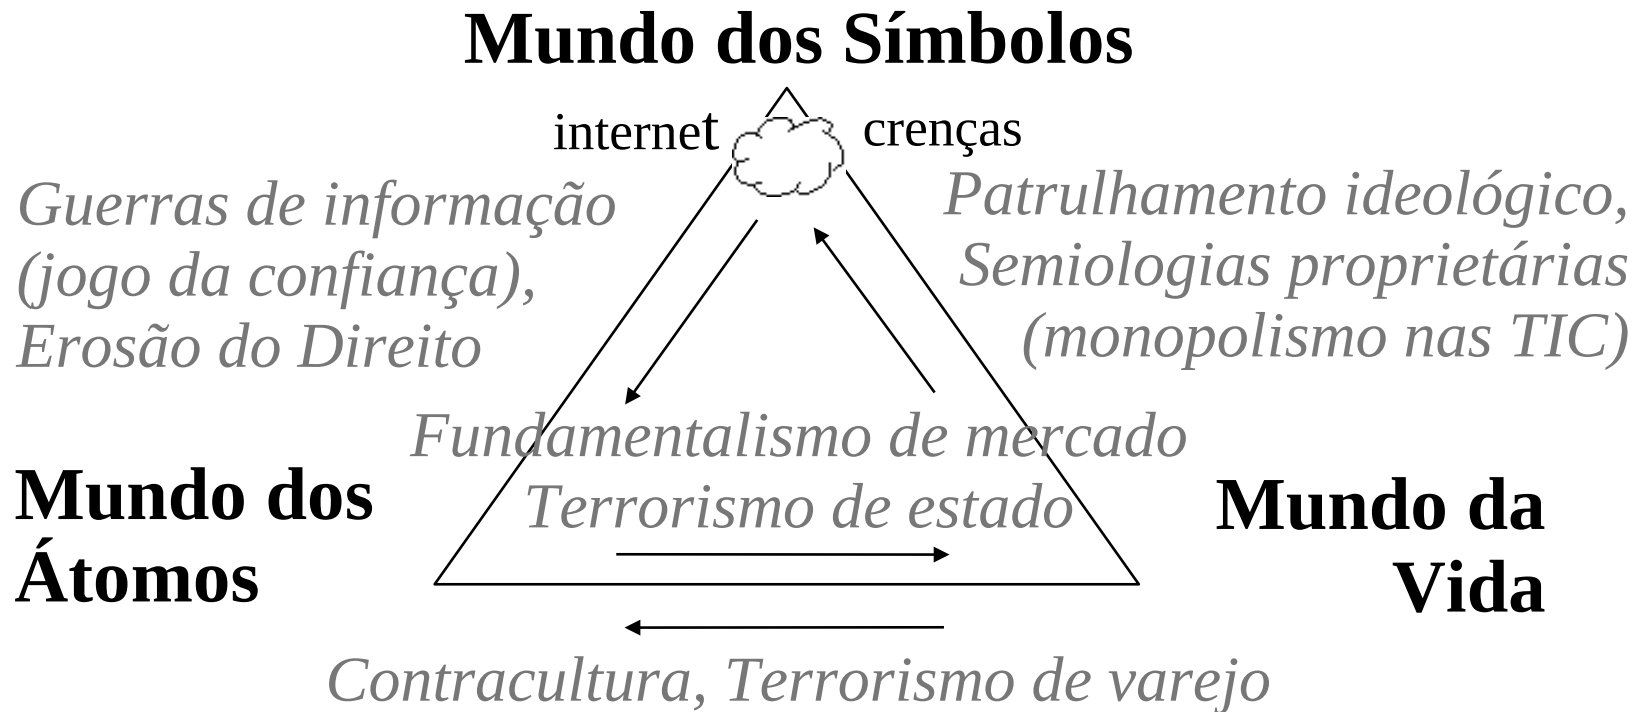 Mundo dos Símbolos
internet
crenças
Guerras de informação
(jogo da confiança),
Erosão do Direito
Patrulhamento ideológico,
Semiologias proprietárias
(monopolismo nas TIC)
Fundamentalismo de mercado
Terrorismo de estado
Mundo dos
Átomos
Mundo da
Vida
Contracultura, Terrorismo de varejo